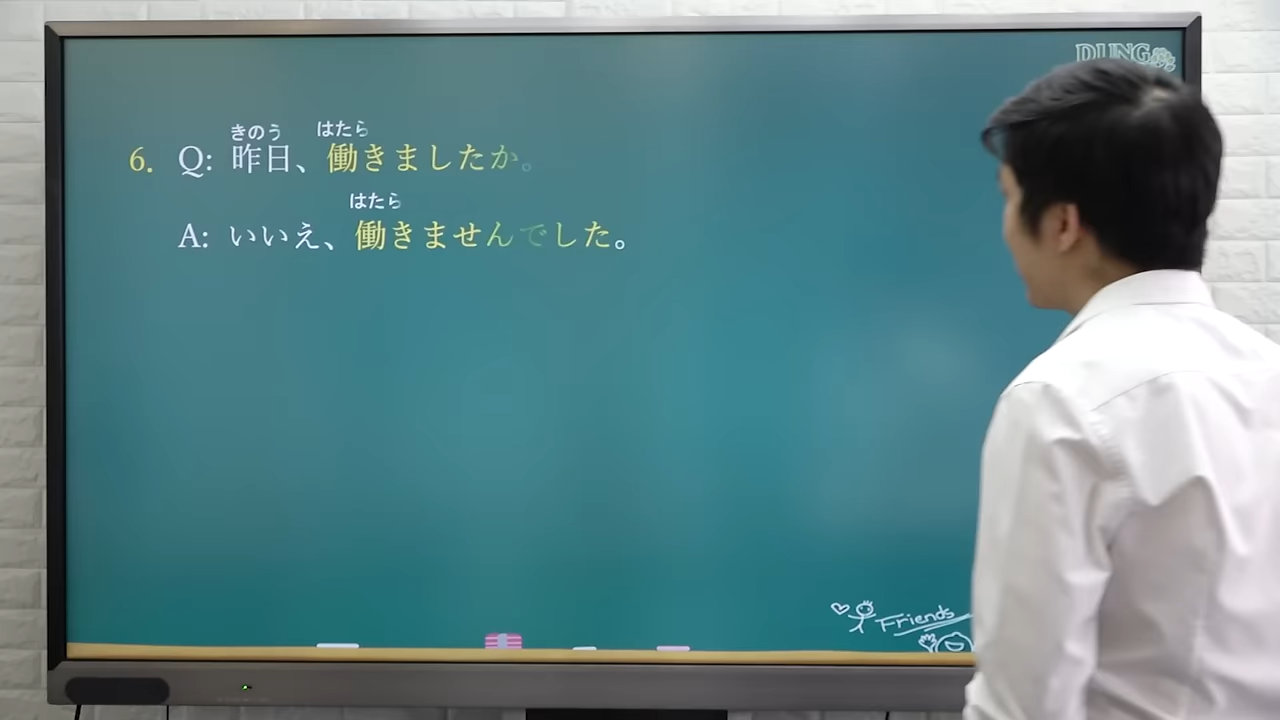 DUNG
きのう はたら
6. Q: 昨日、働きましたか。
はたら
A: いいえ、働きませんでした。
Friends